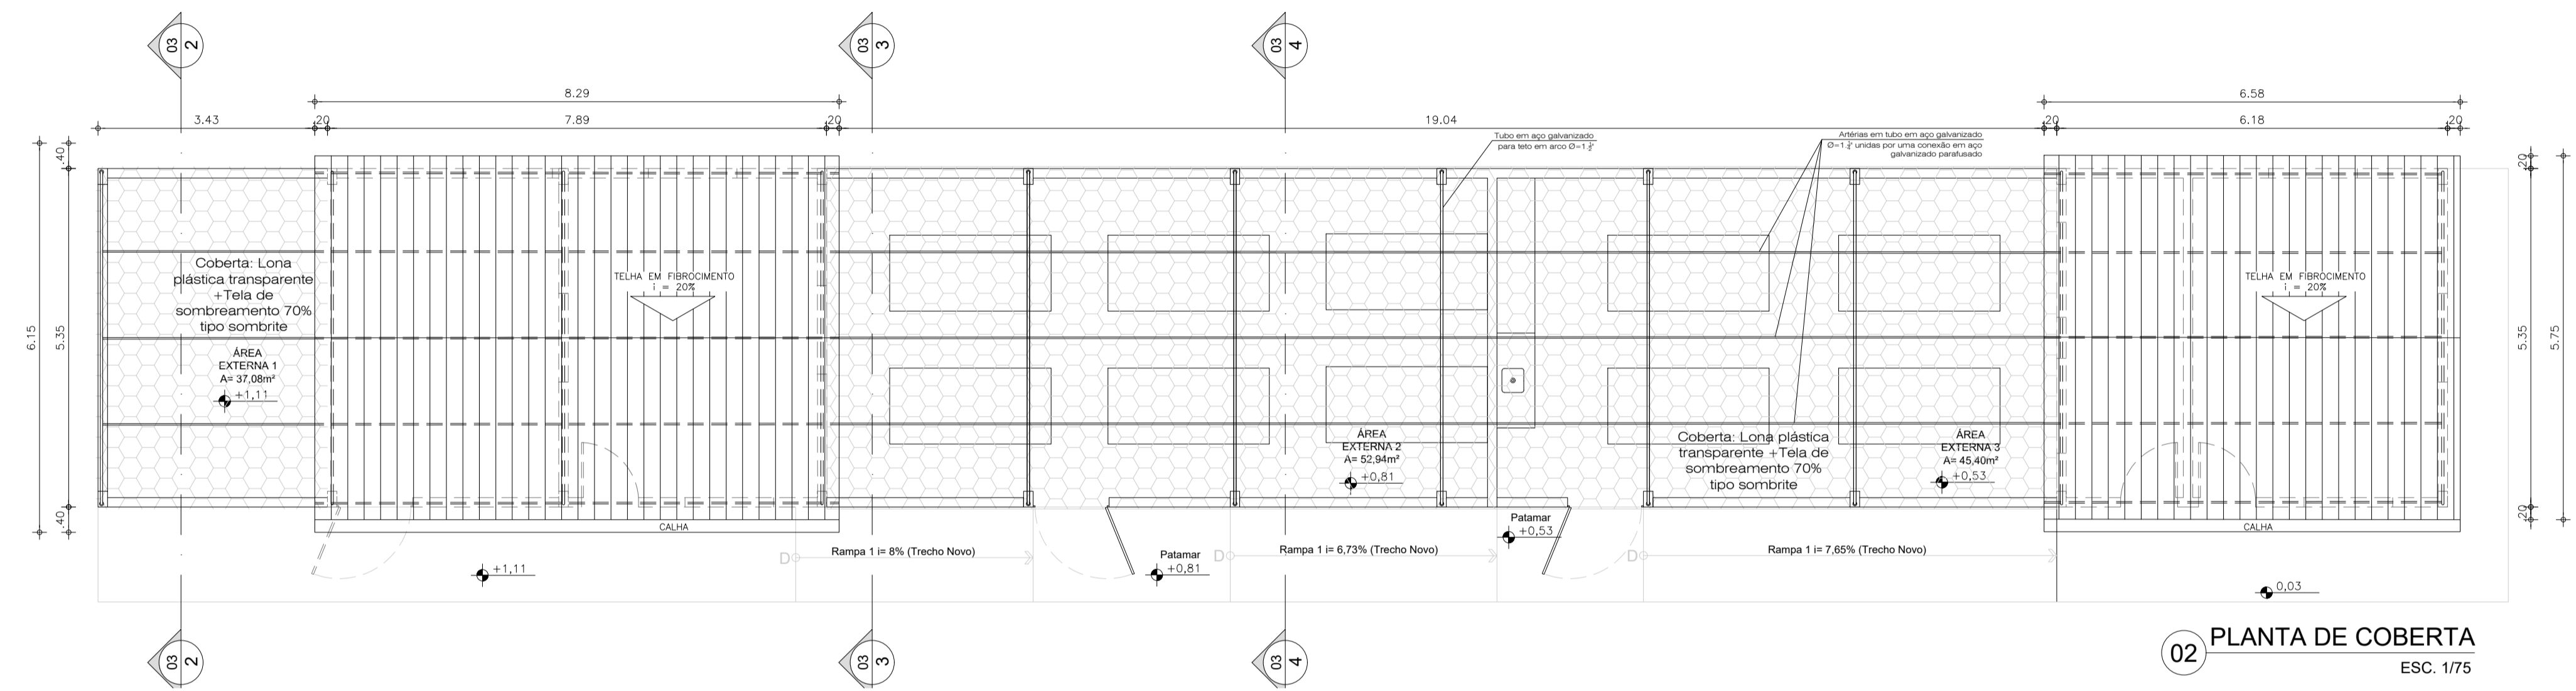 03
2
03
3
03
4
8.29
6.58
3.43
.20
7.89
.20
19.04
.20
6.18
.20
.40
6.15
5.35
.40
.20
5.35
5.75
.20
Tubo em aço galvanizado
para teto em arco
Artérias em tubo em aço galvanizado
unidas por uma conexão em aço
galvanizado parafusado
Coberta: Lona
plástica transparente
+Tela de
sombreamento 70%
tipo sombrite
ÁREA
EXTERNA 1
A= 37,08m²
+1,11
TELHA EM FIBROCIMENTO
i = 20%
CALHA
ÁREA
EXTERNA 2
A= 52,94m²
+0,81
Coberta: Lona plástica
transparente +Tela de
sombreamento 70%
tipo sombrite
ÁREA
EXTERNA 3
A= 45,40m²
+0,53
TELHA EM FIBROCIMENTO
i = 20%
CALHA
+1,11
D
Rampa 1 i= 8% (Trecho Novo)
Patamar
+0,81
D
Rampa 1 i= 6,73% (Trecho Novo)
Patamar
+0,53
D
Rampa 1 i= 7,65% (Trecho Novo)
0,03
03
2
03
3
03
4
02
PLANTA DE COBERTA
ESC. 1/75